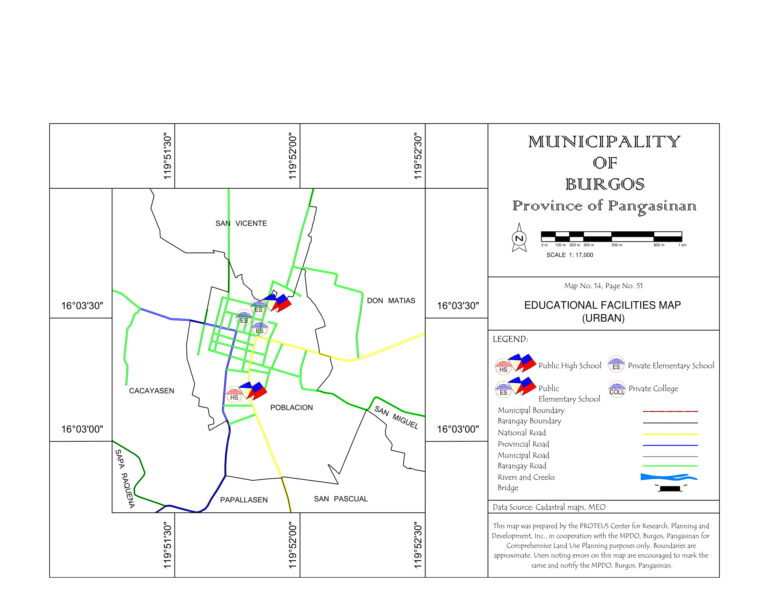 119°51'30"
119°52'00"
119°52'30"
MUNICIPALITY
OF
BURGOS
Province of Pangasinan
N
0 m 100 m 200 m 300 m 500 m 800 m 1 km
SCALE 1: 17,000
Map No. 14, Page No. 51
EDUCATIONAL FACILITIES MAP
(URBAN)
LEGEND:
HS Public High School
ES Private Elementary School
ES Public
Elementary School
COLL Private College
Municipal Boundary
Barangay Boundary
National Road
Provincial Road
Municipal Road
Barangay Road
Rivers and Creeks
Bridge
Data Source: Cadastral maps, MEO
This map was prepared by the PROTEUS Center for Research, Planning and
Development, Inc., in cooperation with the MPDO, Burgos, Pangasinan for
Comprehensive Land Use Planning purposes only. Boundaries are
approximate. Users noting errors on this map are encouraged to mark the
same and notify the MPDO, Burgos, Pangasinan.
SAN VICENTE
16°03'30"
DON MATIAS
16°03'30"
ES
ES
ES
CACAYASEN
HS
POBLACION
SAN MIGUEL
16°03'00"
16°03'00"
SAPA RAQUENA
PAPALLASEN
SAN PASCUAL
119°51'30"
119°52'00"
119°52'30"